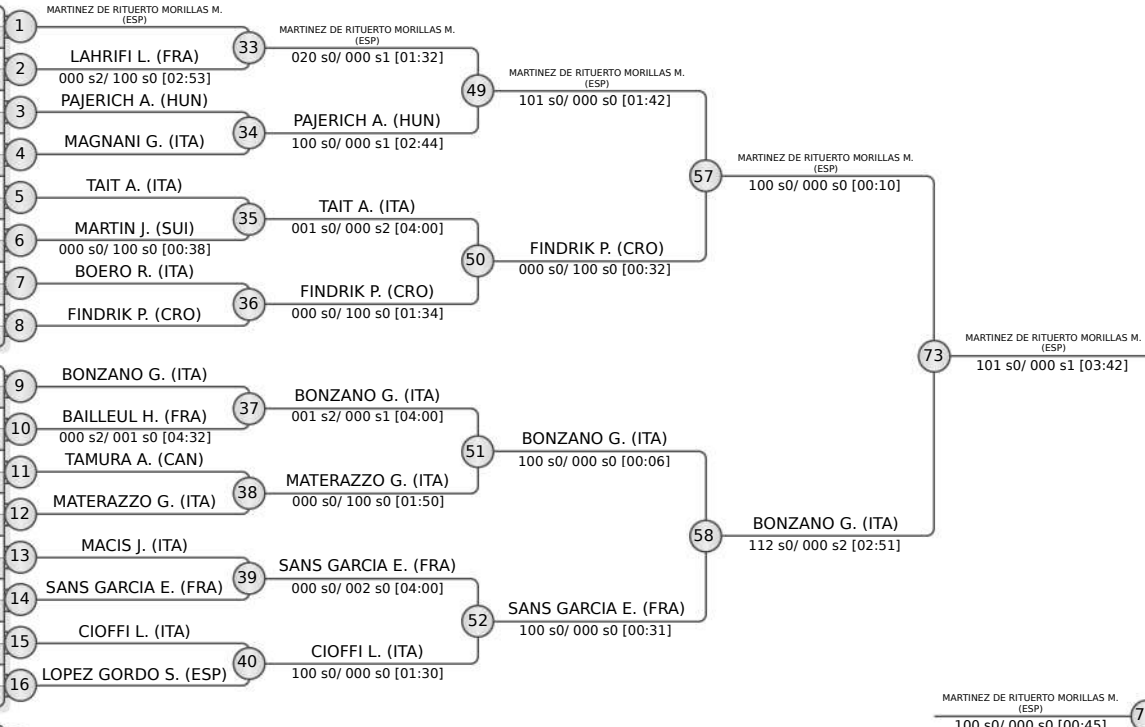 1
MARTINEZ DE RITUERTO MORILLAS M.
(ESP)
2
LAHRIFI L. (FRA)
000 s2/ 100 s0 [02:53]
3
PAJERICH A. (HUN)
4
MAGNANI G. (ITA)
5
TAIT A. (ITA)
6
MARTIN J. (SUI)
000 s0/ 100 s0 [00:38]
7
BOERO R. (ITA)
8
FINDRIK P. (CRO)
9
BONZANO G. (ITA)
10
BAILLEUL H. (FRA)
000 s2/ 001 s0 [04:32]
11
TAMURA A. (CAN)
12
MATERAZZO G. (ITA)
13
MACIS J. (ITA)
14
SANS GARCIA E. (FRA)
15
CIOFFI L. (ITA)
16
LOPEZ GORDO S. (ESP)
33
MARTINEZ DE RITUERTO MORILLAS M.
(ESP)
020 s0/ 000 s1 [01:32]
34
PAJERICH A. (HUN)
100 s0/ 000 s1 [02:44]
35
TAIT A. (ITA)
001 s0/ 000 s2 [04:00]
36
FINDRIK P. (CRO)
000 s0/ 100 s0 [01:34]
37
BONZANO G. (ITA)
001 s2/ 000 s1 [04:00]
38
MATERAZZO G. (ITA)
000 s0/ 100 s0 [01:50]
39
SANS GARCIA E. (FRA)
000 s0/ 002 s0 [04:00]
40
CIOFFI L. (ITA)
100 s0/ 000 s0 [01:30]
49
MARTINEZ DE RITUERTO MORILLAS M.
(ESP)
101 s0/ 000 s0 [01:42]
50
FINDRIK P. (CRO)
000 s0/ 100 s0 [00:32]
51
BONZANO G. (ITA)
100 s0/ 000 s0 [00:06]
52
SANS GARCIA E. (FRA)
100 s0/ 000 s0 [00:31]
57
MARTINEZ DE RITUERTO MORILLAS M.
(ESP)
100 s0/ 000 s0 [00:10]
58
BONZANO G. (ITA)
112 s0/ 000 s2 [02:51]
73
MARTINEZ DE RITUERTO MORILLAS M.
(ESP)
101 s0/ 000 s1 [03:42]
MARTINEZ DE RITUERTO MORILLAS M.
(ESP)
100 s0/ 000 s0 [00:45]